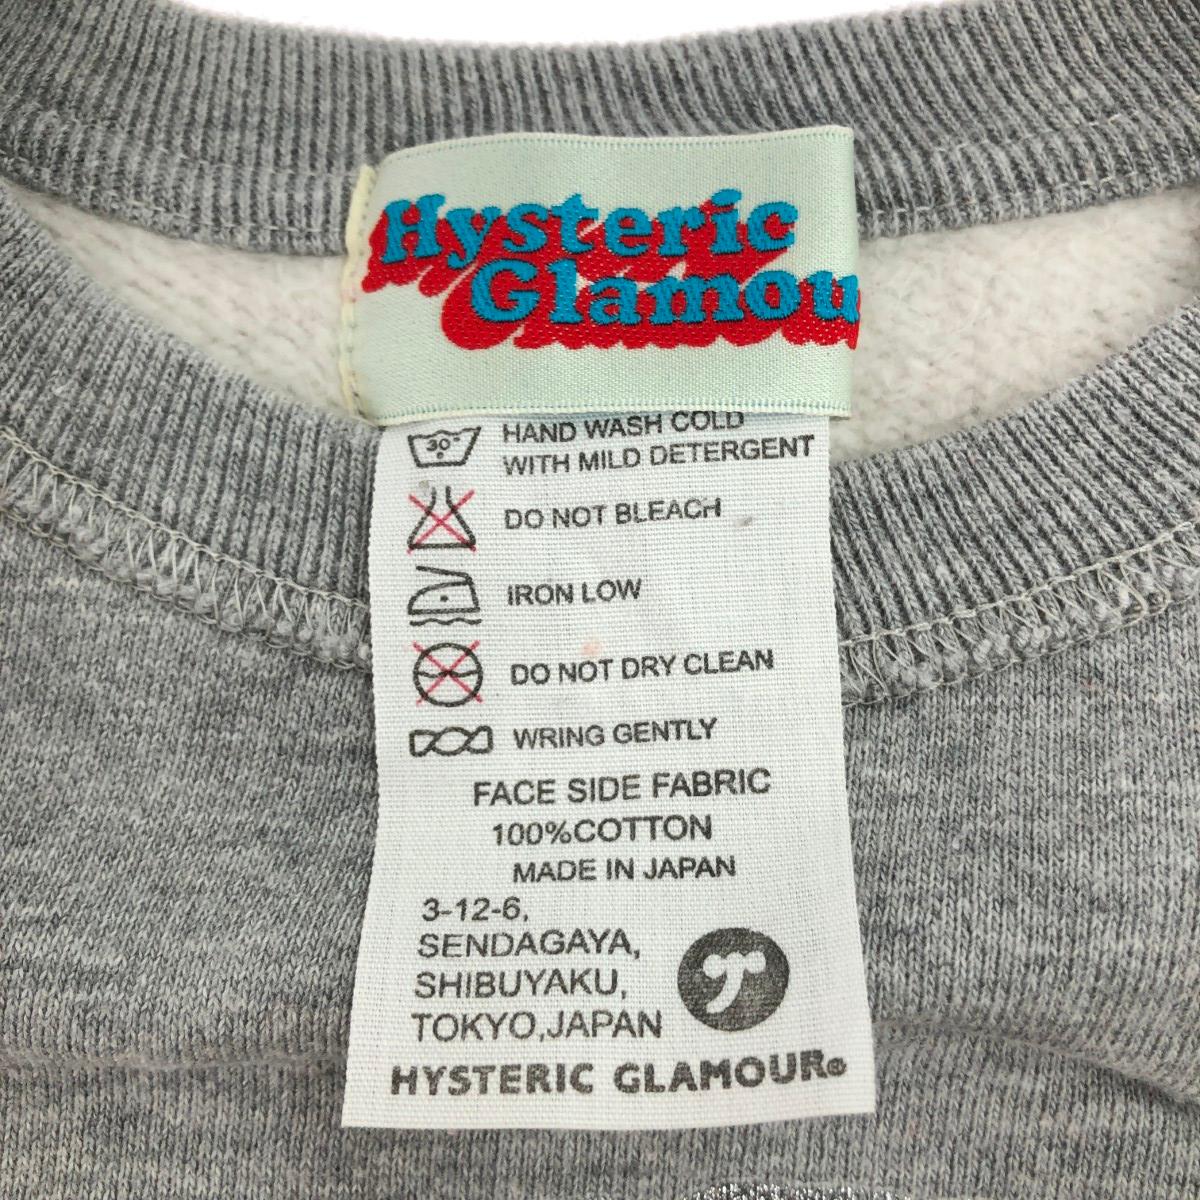 Hysteric
Glamou
30°
HAND WASH COLD
WITH MILD DETERGENT
DO NOT BLEACH
IRON LOW
DO NOT DRY CLEAN
WRING GENTLY
FACE SIDE FABRIC
100%COTTON
MADE IN JAPAN
3-12-6,
SENDAGAYA,
SHIBUYAKU,
TOKYO,JAPAN
HYSTERIC GLAMOUR®